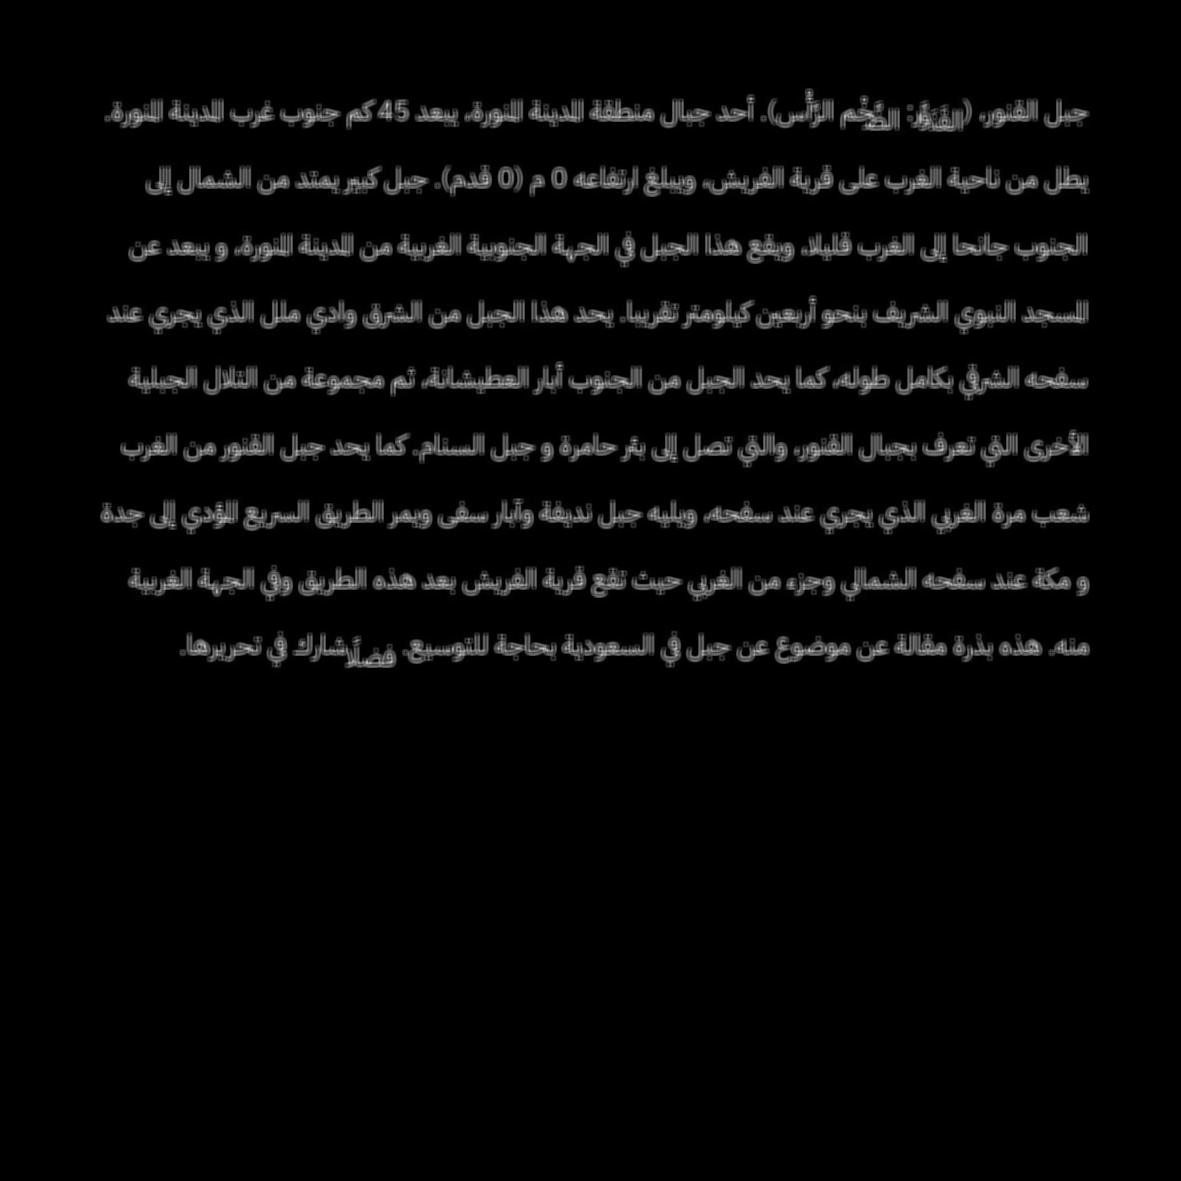 جبل القنور، (القَنَوَّر: الضَّخْم الرَّأْس). أحد جبال منطقة المدينة المنورة، يبعد 45 كم جنوب غرب المدينة المنورة.
يطل من ناحية الغرب على قرية الفريش، ويبلغ ارتفاعه 0 م (0 قدم). جبل كبير يمتد من الشمال إلى
الجنوب جانحا إلى الغرب قليلا، ويقع هذا الجبل في الجهة الجنوبية الغربية من المدينة المنورة، و يبعد عن
المسجد النبوي الشريف بنحو أربعين كيلومتر تقريبا. يحد هذا الجبل من الشرق وادي ملل الذي يجري عند
سفحه الشرقي بكامل طوله، كما يحد الجبل من الجنوب أبار العطيشانة، ثم مجموعة من التلال الجبلية
الأخرى التي تعرف بجبال القنور، والتي تصل إلى بئر حامرة و جبل السنام. كما يحد جبل القنور من الغرب
شعب مرة الغربي الذي يجري عند سفحه، ويليه جبل نديفة وآبار سفى ويمر الطريق السريع المؤدي إلى جدة
و مكة عند سفحه الشمالي وجزء من الغربي حيث تقع قرية الفريش بعد هذه الطريق وفي الجهة الغربية
منه. هذه بذرة مقالة عن موضوع عن جبل في السعودية بحاجة للتوسيع. فضلًا شارك في تحريرها.